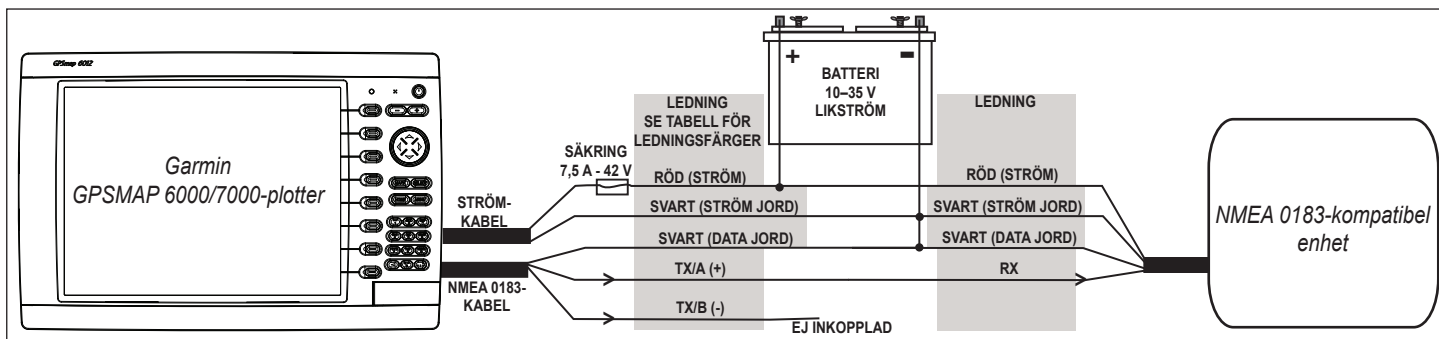 GPSmap 6012
Garmin
GPSMAP 6000/7000-plotter
STRÖM-
KABEL
NMEA 0183-
KABEL
SÄKRING
7,5 A - 42 V
LEDNING
SE TABELL FÖR
LEDNINGSFÄRGER
RÖD (STRÖM)
SVART (STRÖM JORD)
SVART (DATA JORD)
TX/A (+)
TX/B (-)
EJ INKOPPLAD
+
-
BATTERI
10–35 V
LIKSTRÖM
LEDNING
RÖD (STRÖM)
SVART (STRÖM JORD)
SVART (DATA JORD)
RX
NMEA 0183-kompatibel
enhet